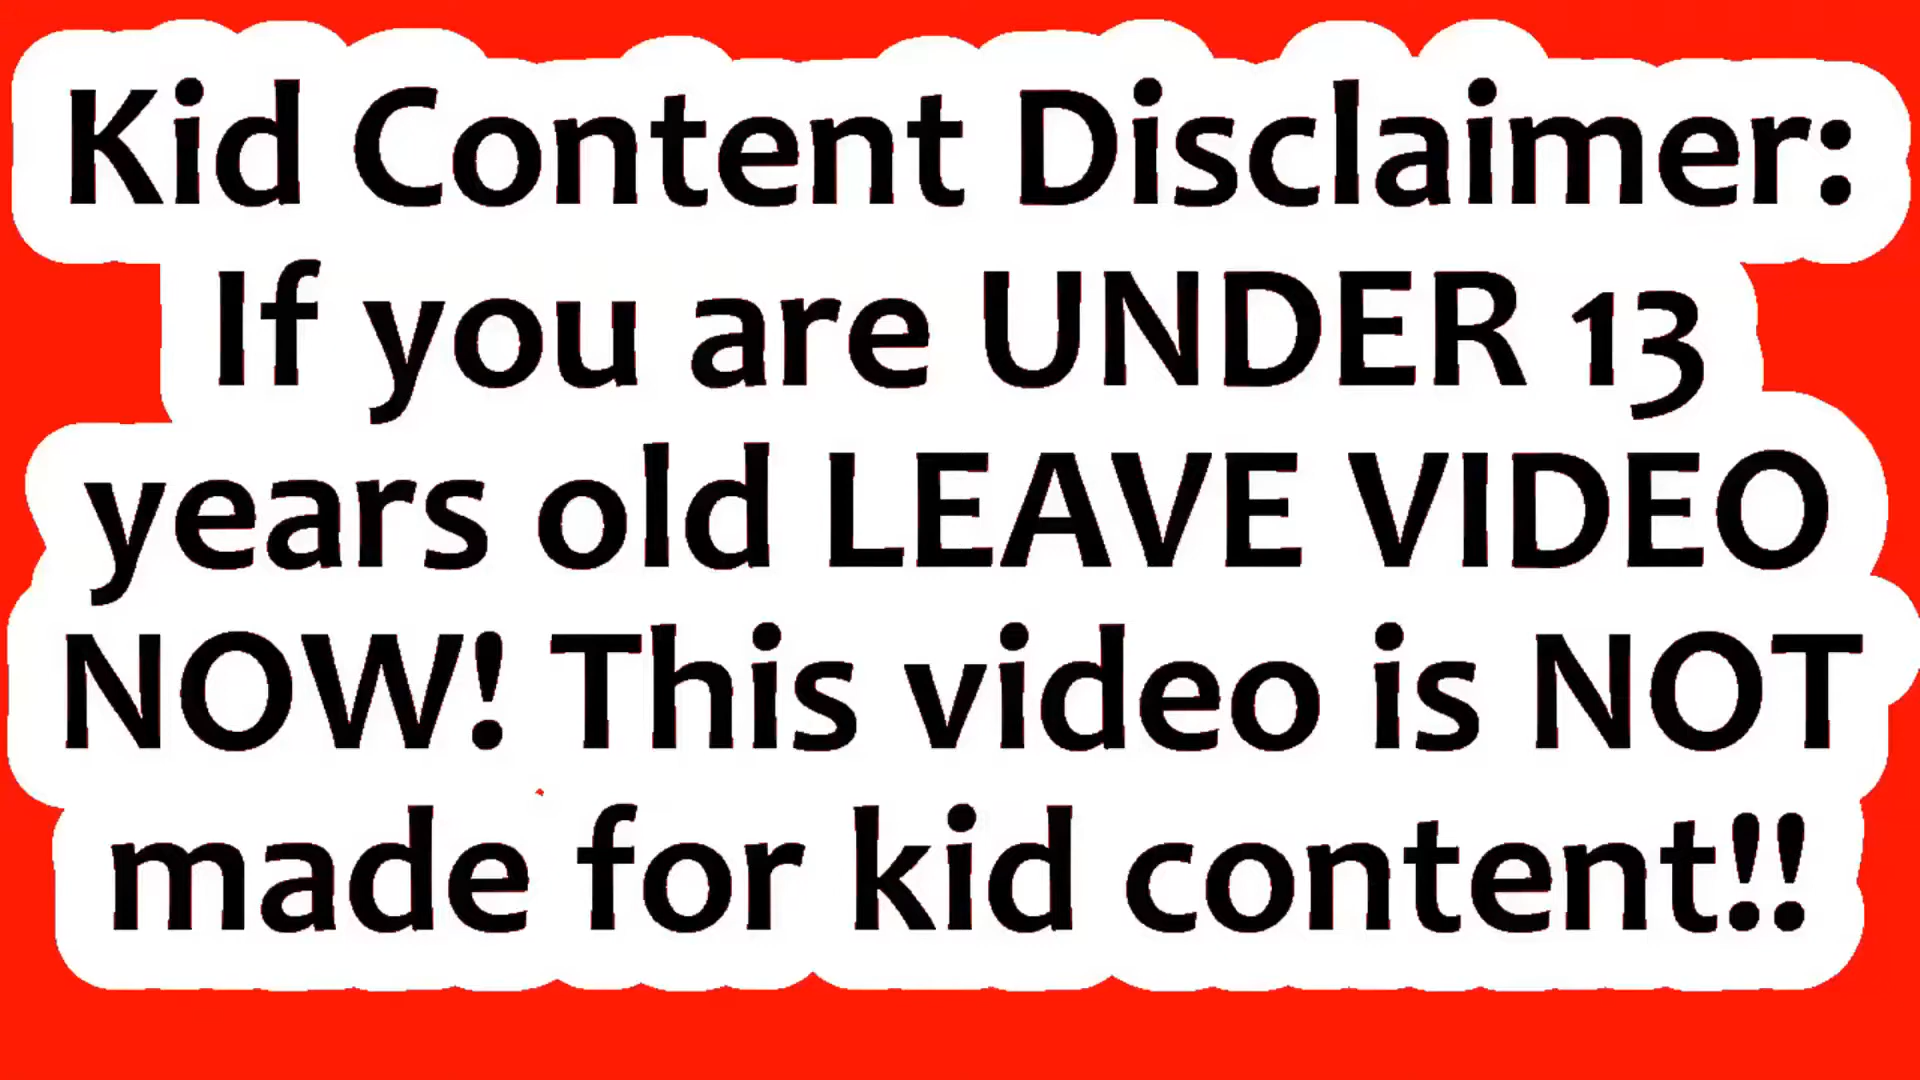 Kid Content Disclaimer:
If you are UNDER 13
years old LEAVE VIDEO
NOW! This video is NOT
made for kid content!!